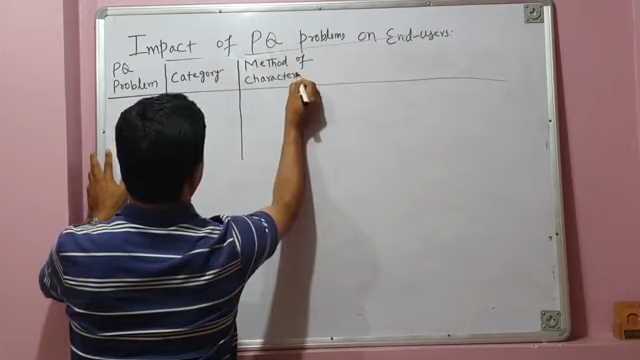 Impact of PQ problems on End-users:
PQ Problem
Category
Method of
Character